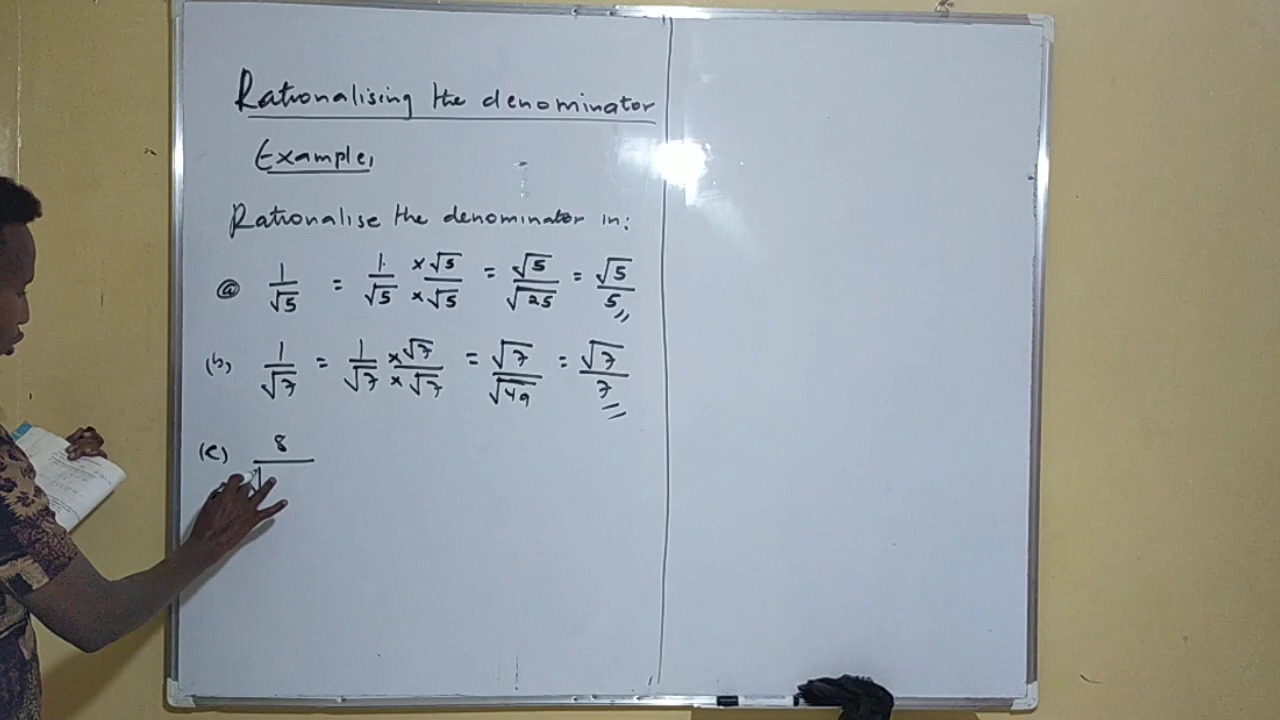 Rationalising the denominator
Example,
Rationalise the denominator in:
(a) 1/√5 = 1/√5 ×√5/×√5 = √5/√25 = √5/5
(b) 1/√7 = 1/√7 ×√7/×√7 = √7/√49 = √7/7
(c) 8/√